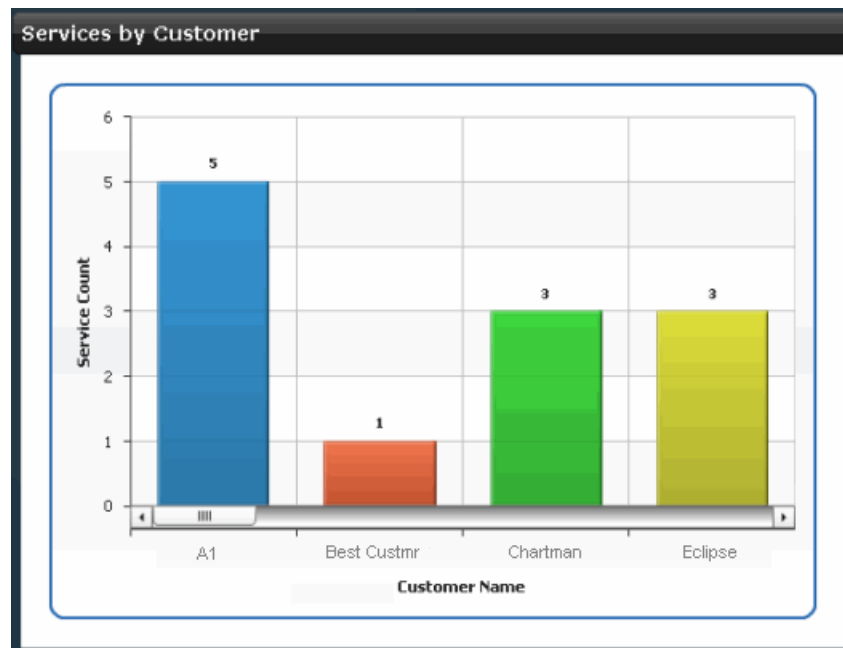 Services by Customer
6
5
5
4
3
3
3
2
1
1
0
Service Count
A1
Best Custmr
Chartman
Eclipse
Customer Name